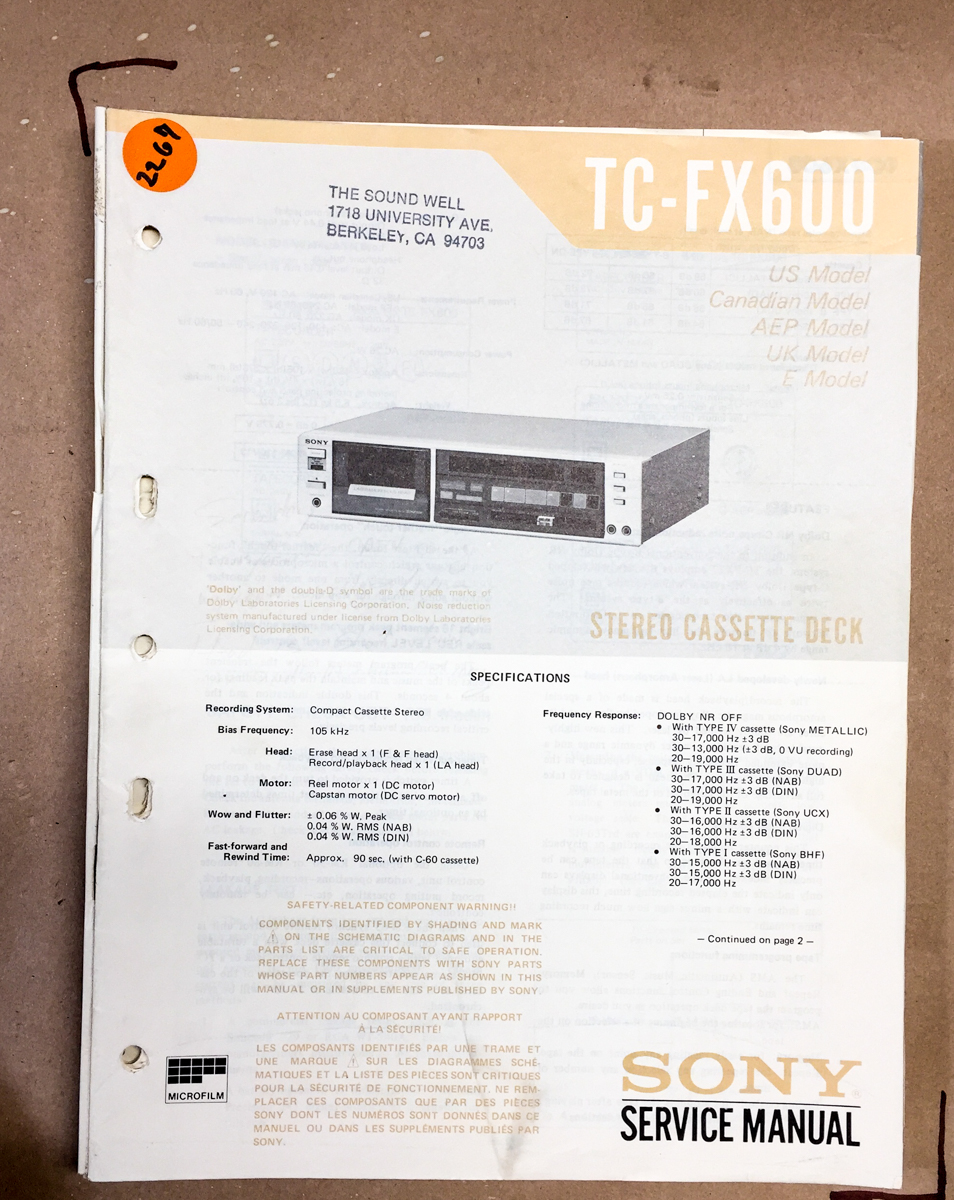 2267
THE SOUND WELL
1718 UNIVERSITY AVE,
BERKELEY, CA 94703
TC-FX600
US Model
Canadian Model
AEP Model
UK Model
E Model
SONY
'Dolby' and the double-D symbol are the trade marks of
Dolby Laboratories Licensing Corporation. Noise reduction
system manufactured under license from Dolby Laboratories
Licensing Corporation.
STEREO CASSETTE DECK
SPECIFICATIONS
Recording System: Compact Cassette Stereo
Bias Frequency: 105 kHz
Head: Erase head x 1 (F & F head)
Record/playback head x 1 (LA head)
Motor: Reel motor x 1 (DC motor)
Capstan motor (DC servo motor)
Wow and Flutter: ± 0.06 % W. Peak
0.04 % W. RMS (NAB)
0.04 % W. RMS (DIN)
Fast-forward and
Rewind Time: Approx. 90 sec. (with C-60 cassette)
Frequency Response: DOLBY NR OFF
• With TYPE IV cassette (Sony METALLIC)
30—17,000 Hz ±3 dB
30—13,000 Hz (±3 dB, 0 VU recording)
20—19,000 Hz
• With TYPE III cassette (Sony DUAD)
30—17,000 Hz ±3 dB (NAB)
30—17,000 Hz ±3 dB (DIN)
20—19,000 Hz
• With TYPE II cassette (Sony UCX)
30—16,000 Hz ±3 dB (NAB)
30—16,000 Hz ±3 dB (DIN)
20—18,000 Hz
• With TYPE I cassette (Sony BHF)
30—15,000 Hz ±3 dB (NAB)
30—15,000 Hz ±3 dB (DIN)
20—17,000 Hz
— Continued on page 2 —
SAFETY-RELATED COMPONENT WARNING!!
COMPONENTS IDENTIFIED BY SHADING AND MARK
⚠ ON THE SCHEMATIC DIAGRAMS AND IN THE
PARTS LIST ARE CRITICAL TO SAFE OPERATION.
REPLACE THESE COMPONENTS WITH SONY PARTS
WHOSE PART NUMBERS APPEAR AS SHOWN IN THIS
MANUAL OR IN SUPPLEMENTS PUBLISHED BY SONY.
ATTENTION AU COMPOSANT AYANT RAPPORT
À LA SÉCURITÉ!
LES COMPOSANTS IDENTIFIÉS PAR UNE TRAME ET
UNE MARQUE ⚠ SUR LES DIAGRAMMES SCHÉ-
MATIQUES ET LA LISTE DES PIÈCES SONT CRITIQUES
POUR LA SÉCURITÉ DE FONCTIONNEMENT. NE REM-
PLACER CES COMPOSANTS QUE PAR DES PIÈCES
SONY DONT LES NUMÉROS SONT DONNÉS DANS CE
MANUEL OU DANS LES SUPPLÉMENTS PUBLIÉS PAR
SONY.
MICROFILM
SONY®
SERVICE MANUAL